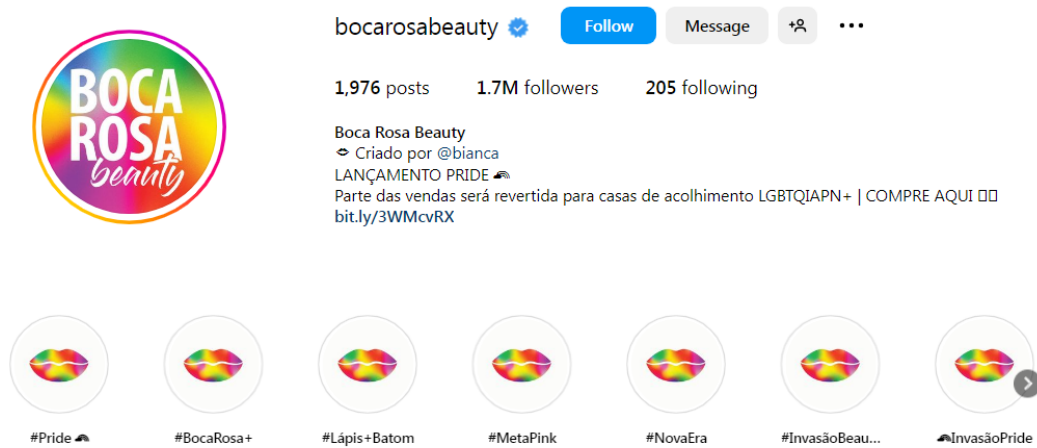 BOCA
ROSA
beauty
bocarosabeauty
Follow
Message
1,976 posts
1.7M followers
205 following
Boca Rosa Beauty
Criado por @bianca
LANÇAMENTO PRIDE
Parte das vendas será revertida para casas de acolhimento LGBTQIAPN+ | COMPRE AQUI
bit.ly/3WMcvRX
#Pride
#BocaRosa+
#Lápis+Batom
#MetaPink
#NovaEra
#InvasãoBeau...
InvasãoPride